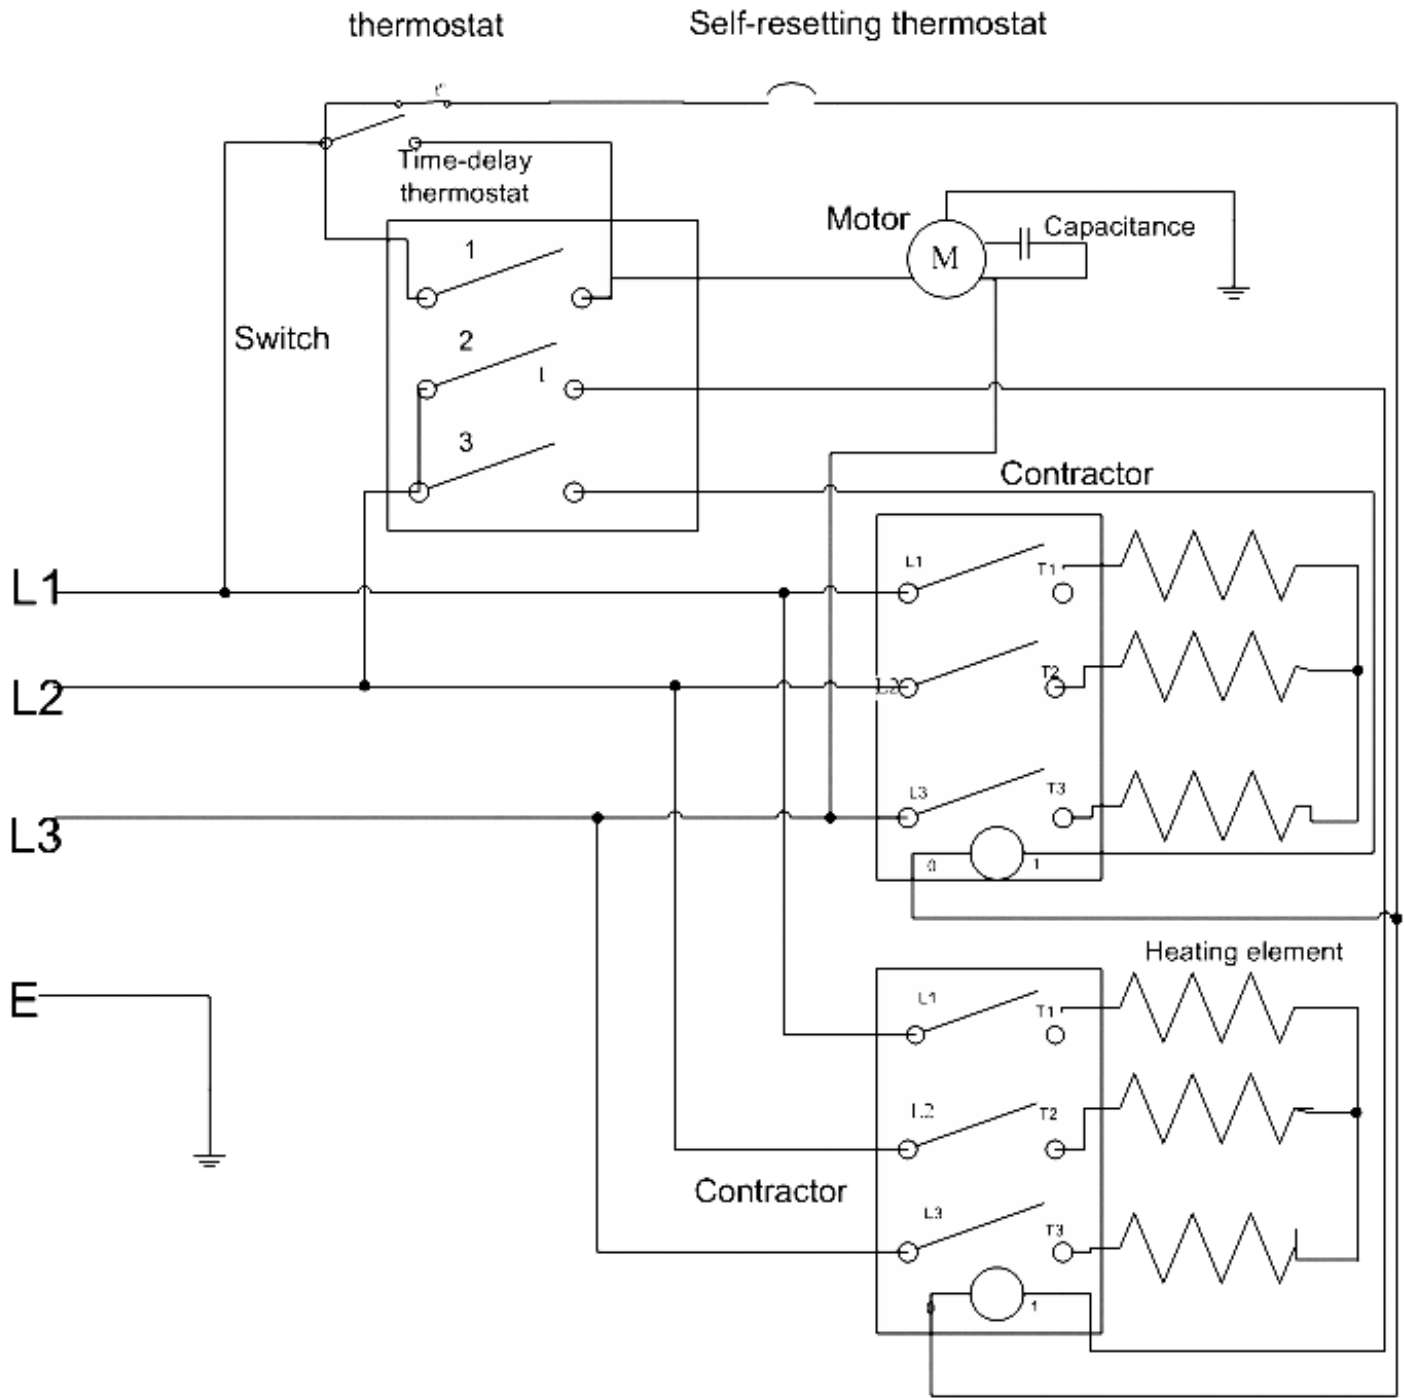 thermostat
Self-resetting thermostat
t°
Time-delay
thermostat
Motor
M
Capacitance
1
Switch
2
1
3
Contractor
L1
L1
T1
L2
L2
T2
L3
L3
T3
0
1
E
Heating element
L1
T1
L2
T2
Contractor
L3
T3
0
1